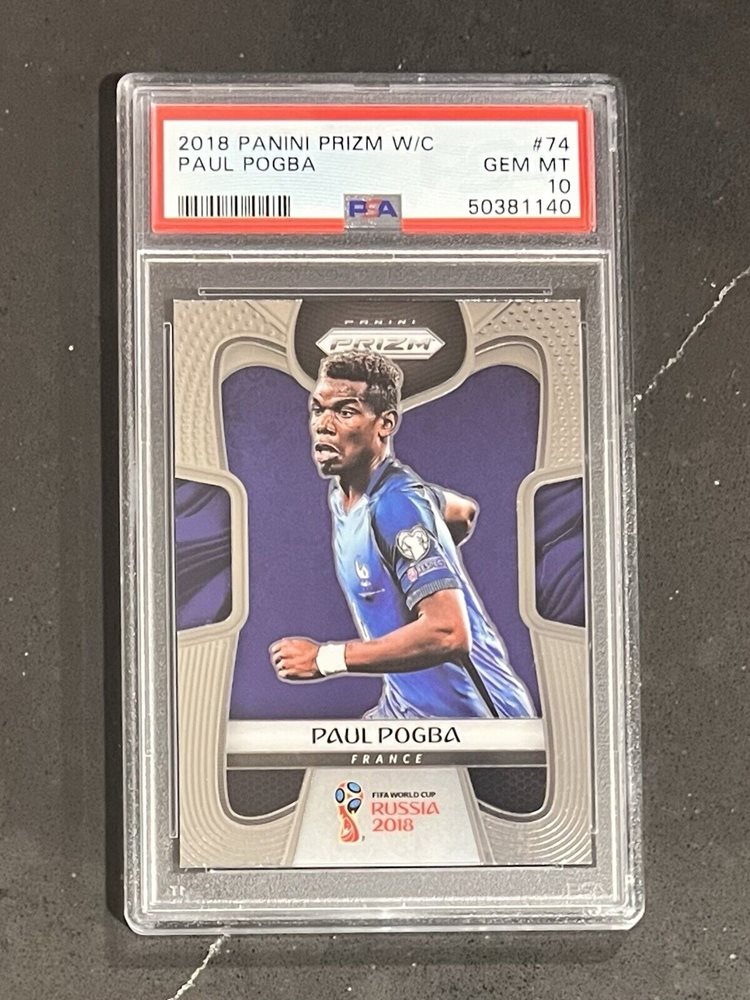 2018 PANINI PRIZM W/C #74
PAUL POGBA GEM MT
10
PSA 50381140
PANINI
PRIZM
PAUL POGBA
FRANCE
FIFA WORLD CUP
RUSSIA
2018
PSA